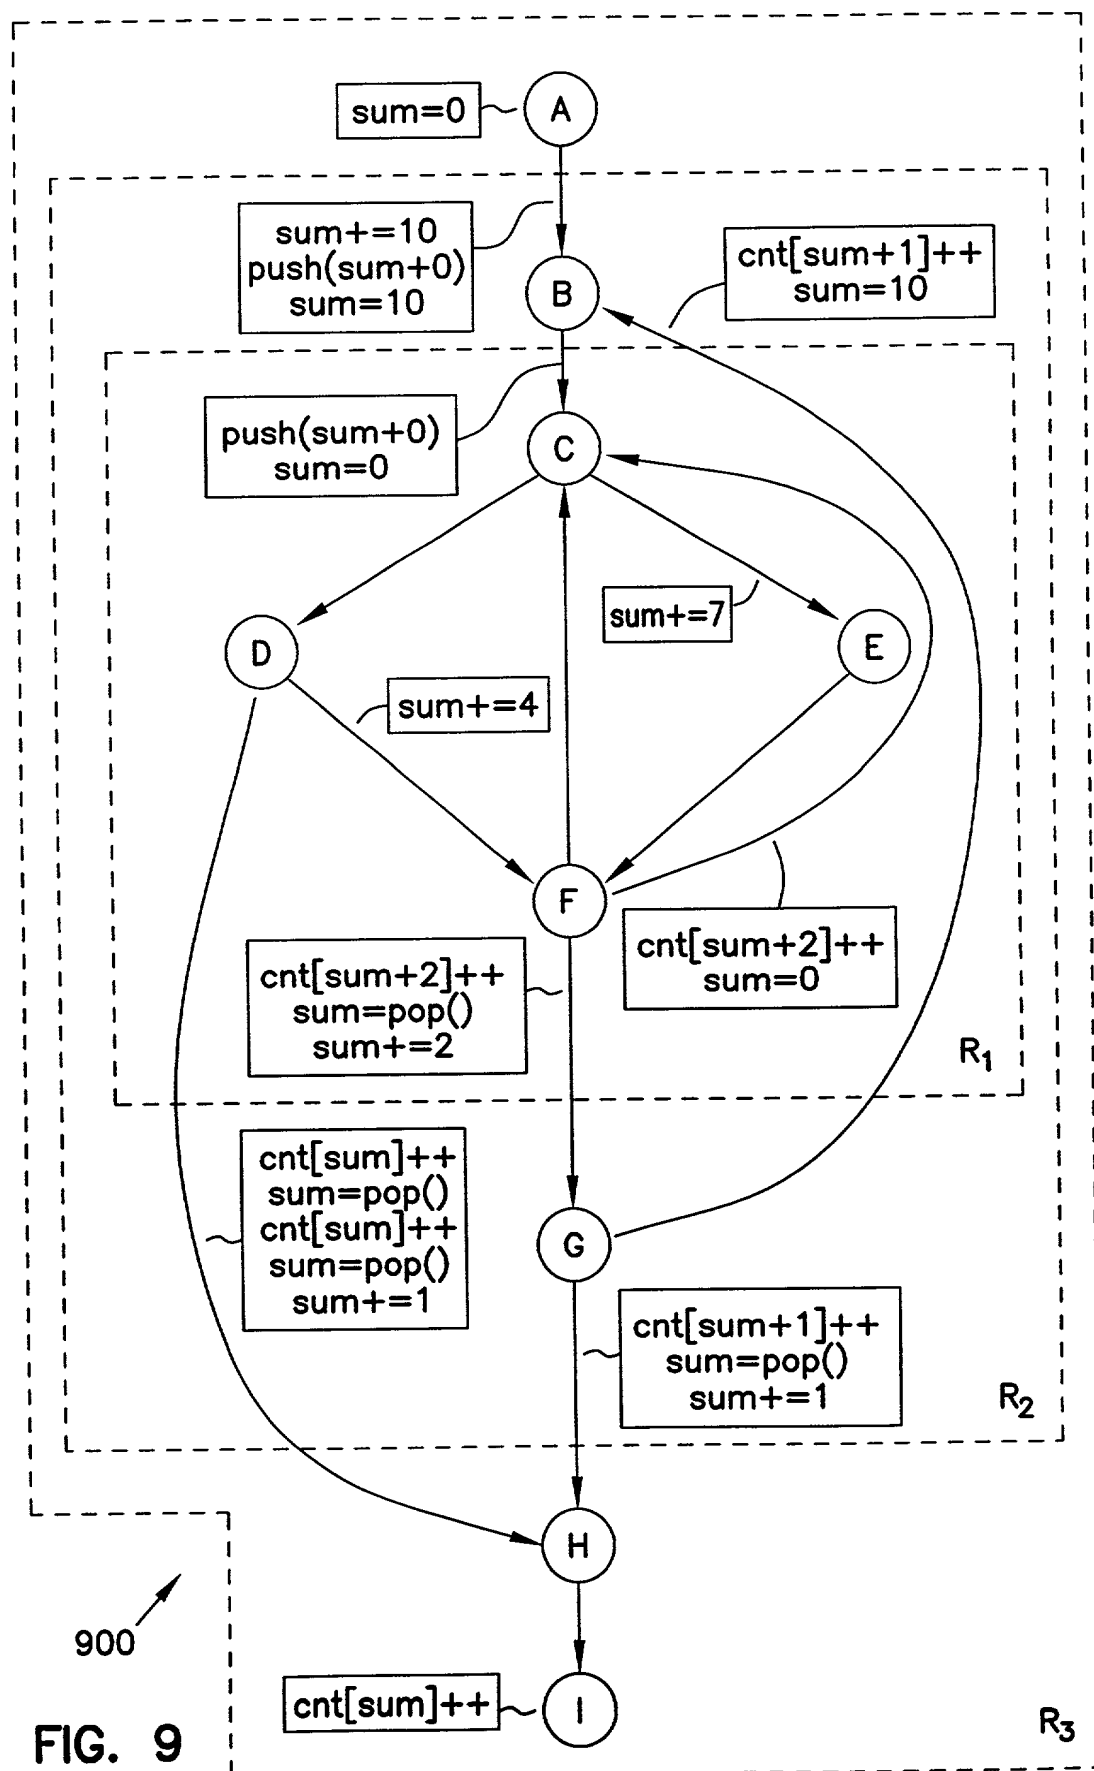 A
sum=0
sum+=10
push(sum+0)
sum=10
cnt[sum+1]++
sum=10
B
push(sum+0)
sum=0
C
sum+=7
D
E
sum+=4
F
cnt[sum+2]++
sum=0
cnt[sum+2]++
sum=pop()
sum+=2
R1
cnt[sum]++
sum=pop()
cnt[sum]++
sum=pop()
sum+=1
G
cnt[sum+1]++
sum=pop()
sum+=1
R2
H
900
cnt[sum]++
I
R3
FIG. 9